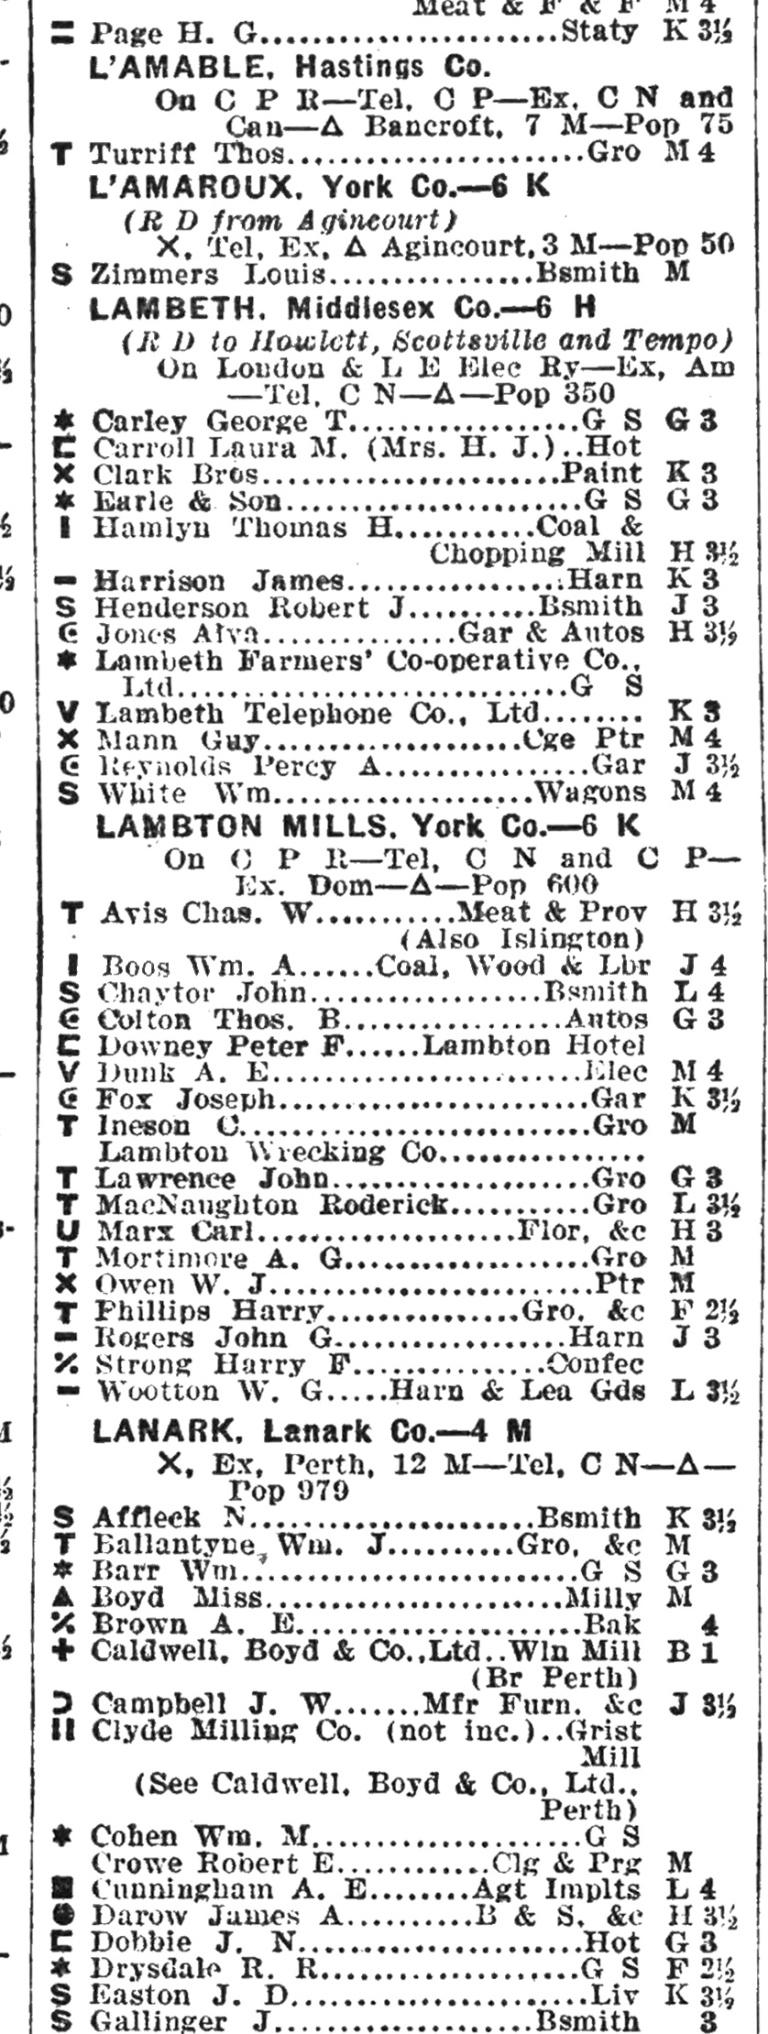 Meat & F & F M 4
= Page H. G..........Staty K 3½
L'AMABLE, Hastings Co.
On C P R—Tel, C P—Ex, C N and
Can—Δ Bancroft, 7 M—Pop 75
T Turriff Thos..........Gro M 4
L'AMAROUX, York Co.—6 K
(R D from Agincourt)
X, Tel, Ex, Δ Agincourt, 3 M—Pop 50
S Zimmers Louis..........Bsmith M
LAMBETH, Middlesex Co.—6 H
(R D to Howlett, Scottsville and Tempo)
On London & L E Elec Ry—Ex, Am
—Tel, C N—Δ—Pop 350
* Carley George T..........G S G 3
⊏ Carroll Laura M. (Mrs. H. J.)..Hot
X Clark Bros..........Paint K 3
* Earle & Son..........G S G 3
I Hamlyn Thomas H..........Coal &
Chopping Mill H 3½
– Harrison James..........Harn K 3
S Henderson Robert J..........Bsmith J 3
Є Jones Alva..........Gar & Autos H 3½
* Lambeth Farmers' Co-operative Co.,
Ltd..........G S
V Lambeth Telephone Co., Ltd........ K 3
X Mann Guy..........Cge Ptr M 4
Є Reynolds Percy A..........Gar J 3½
S White Wm..........Wagons M 4
LAMBTON MILLS, York Co.—6 K
On C P R—Tel, C N and C P—
Ex. Dom—Δ—Pop 600
T Avis Chas. W..........Meat & Prov H 3½
(Also Islington)
I Boos Wm. A......Coal, Wood & Lbr J 4
S Chaytor John..........Bsmith L 4
Є Colton Thos. B..........Autos G 3
⊏ Downey Peter F......Lambton Hotel
V Dunk A. E..........Elec M 4
Є Fox Joseph..........Gar K 3½
T Ineson C..........Gro M
Lambton Wrecking Co..........
T Lawrence John..........Gro G 3
T MacNaughton Roderick..........Gro L 3½
U Marx Carl..........Flor, &c H 3
T Mortimore A. G..........Gro M
X Owen W. J..........Ptr M
T Phillips Harry..........Gro, &c F 2½
– Rogers John G..........Harn J 3
⁒ Strong Harry F..........Confec
– Wootton W. G.....Harn & Lea Gds L 3½
LANARK, Lanark Co.—4 M
X, Ex, Perth, 12 M—Tel, C N—Δ—
Pop 979
S Affleck N..........Bsmith K 3½
T Ballantyne, Wm. J..........Gro, &c M
* Barr Wm..........G S G 3
▲ Boyd Miss..........Milly M
⁒ Brown A. E..........Bak 4
+ Caldwell, Boyd & Co.,Ltd..Wln Mill B 1
(Br Perth)
⊐ Campbell J. W.......Mfr Furn. &c J 3½
II Clyde Milling Co. (not inc.)..Grist
Mill
(See Caldwell, Boyd & Co., Ltd.,
Perth)
* Cohen Wm. M..........G S
Crowe Robert E..........Clg & Prg M
■ Cunningham A. E........Agt Implts L 4
● Darow James A..........B & S, &c H 3½
⊏ Dobbie J. N..........Hot G 3
* Drysdale R. R..........G S F 2½
S Easton J. D..........Liv K 3½
S Gallinger J..........Bsmith 3